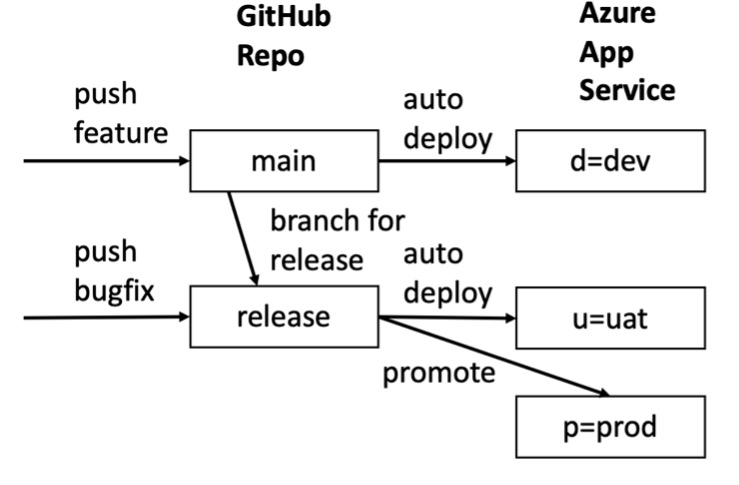 GitHub
Repo
Azure
App
Service
push
feature
main
auto
deploy
d=dev
branch for
release
push
bugfix
release
auto
deploy
u=uat
promote
p=prod